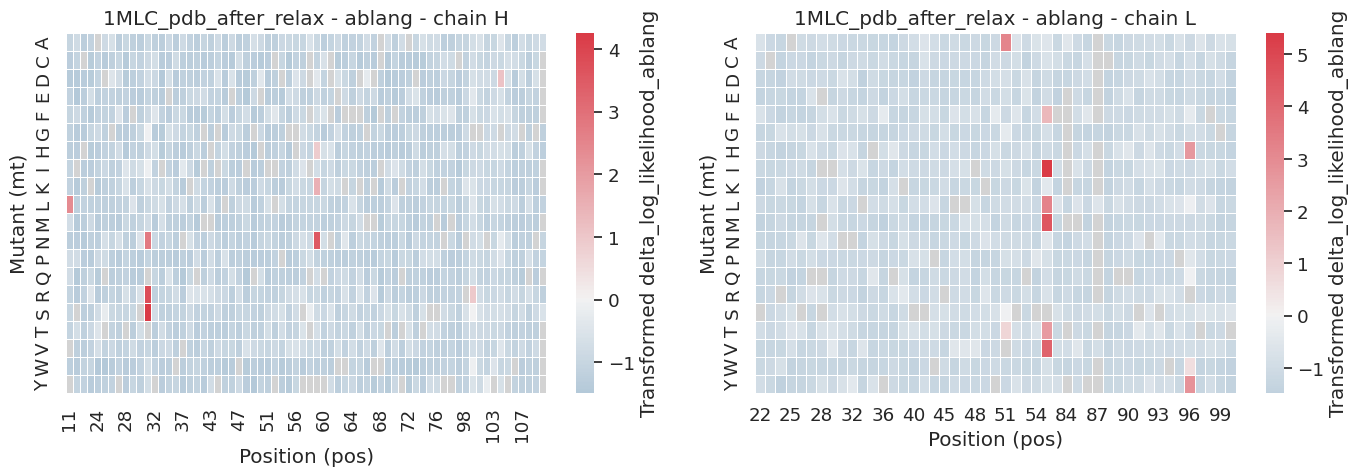 1MLC_pdb_after_relax - ablang - chain H
Mutant (mt)
A
C
D
E
F
G
H
I
K
L
M
N
P
Q
R
S
T
V
W
Y
11 24 28 32 37 43 47 51 56 60 64 72 76 98 103 107
Position (pos)
4
3
2
1
0
−1
Transformed delta_log_likelihood_ablang
1MLC_pdb_after_relax - ablang - chain L
Mutant (mt)
A
C
D
E
F
G
H
I
K
L
M
N
P
Q
R
S
T
V
W
Y
22 25 28 32 36 40 45 48 51 54 84 87 90 93 96 99
Position (pos)
5
4
3
2
1
0
−1
Transformed delta_log_likelihood_ablang